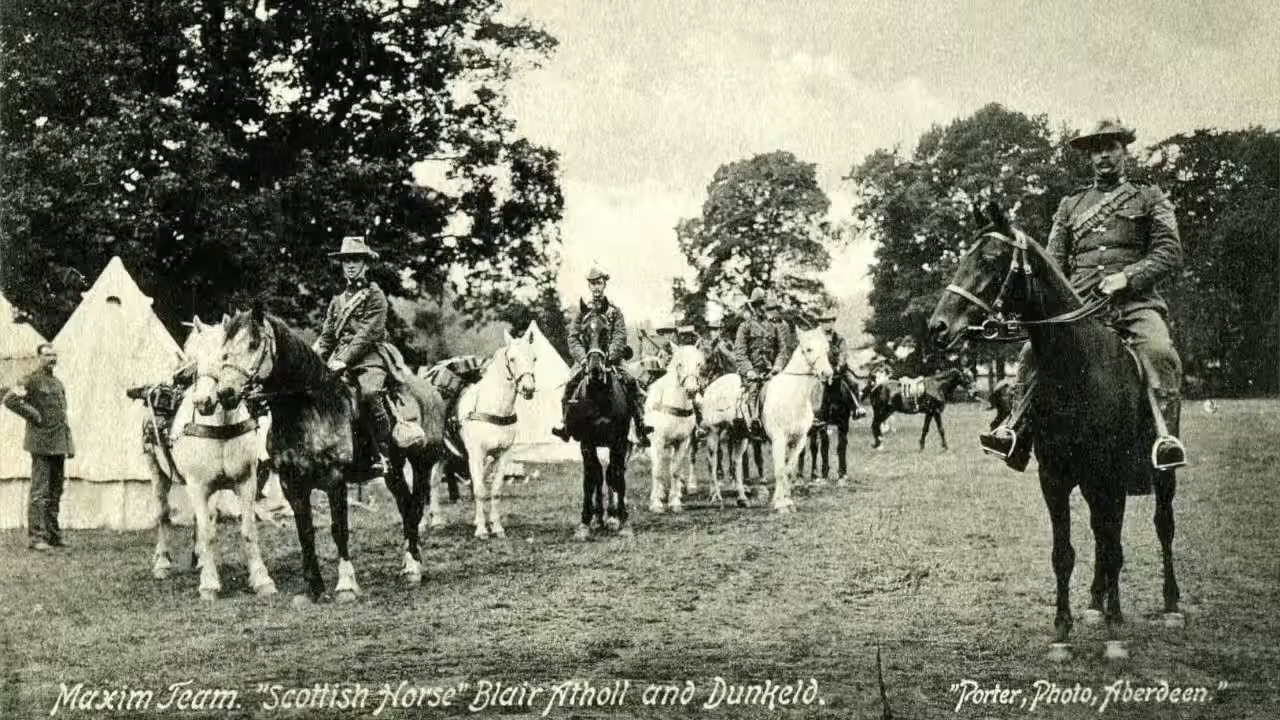 Maxim Team. "Scottish Horse" Blair Atholl and Dunkeld. "Porter, Photo, Aberdeen."